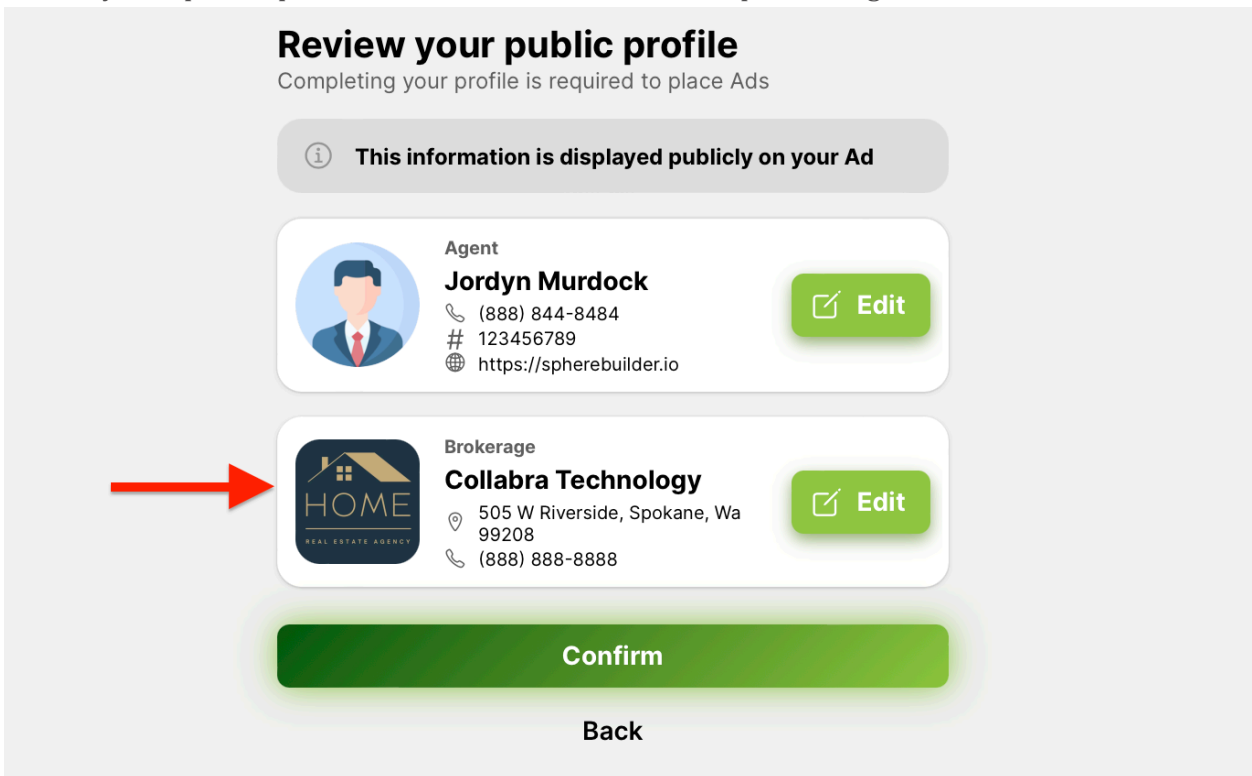 Review your public profile
Completing your profile is required to place Ads
This information is displayed publicly on your Ad
Agent
Jordyn Murdock
(888) 844-8484
# 123456789
https://spherebuilder.io
Edit
Brokerage
Collabra Technology
505 W Riverside, Spokane, Wa
99208
(888) 888-8888
Edit
HOME
REAL ESTATE AGENCY
Confirm
Back